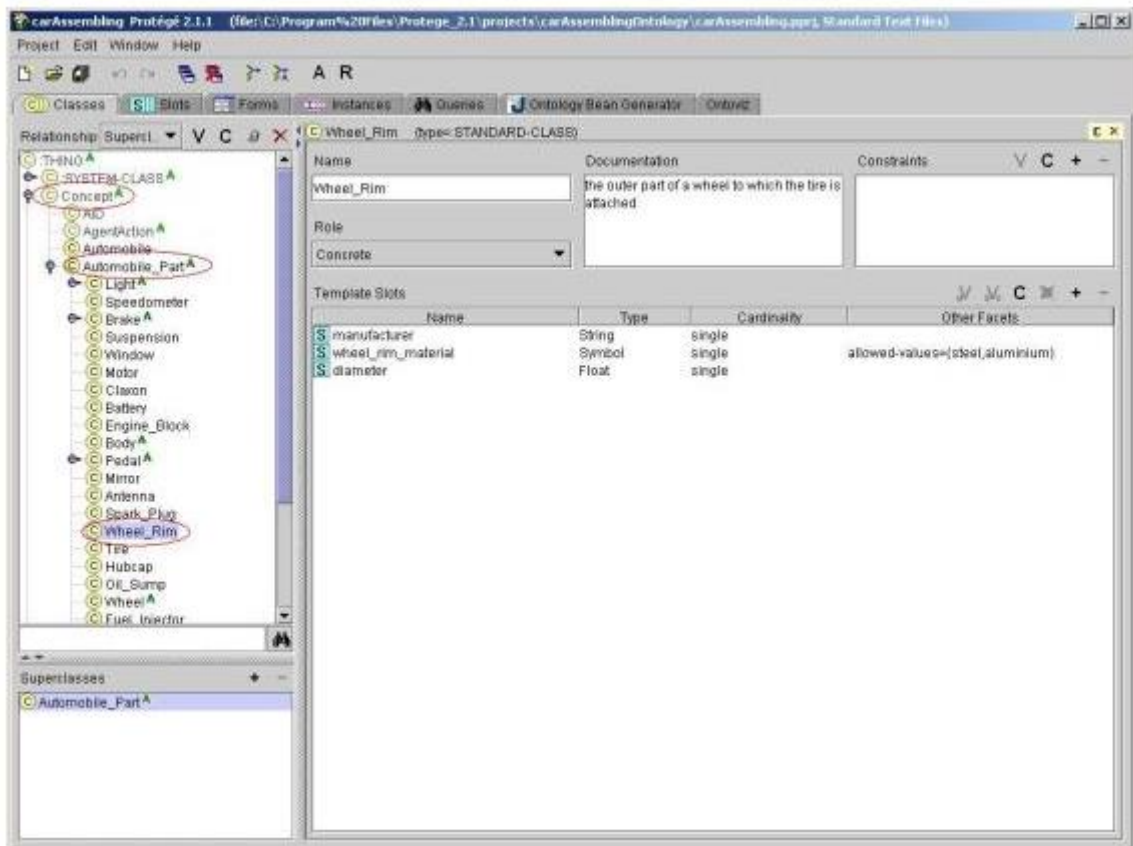 carAssembling Protégé 2.1.1 (file:\C:\Program%20Files\Protege_2.1\projects\carAssemblingOntology\carAssembling.pprj, Standard Text Files)
Project Edit Window Help
A R
C Classes S Slots Forms Instances Queries Ontology Bean Generator Ontoviz
Relationship Supercl. V C X
C Wheel_Rim (type=:STANDARD-CLASS) C X
C :THING A
C :SYSTEM-CLASS A
C Concept A
C AID
C AgentAction A
C Automobile
C Automobile_Part A
C Light A
C Speedometer
C Brake A
C Suspension
C Window
C Motor
C Claxon
C Battery
C Engine_Block
C Body A
C Pedal A
C Mirror
C Antenna
C Spark_Plug
C Wheel_Rim
C Tire
C Hubcap
C Oil_Sump
C Wheel A
C Fuel_Injector
Superclasses + -
C Automobile_Part A
Name Documentation Constraints V C + -
Wheel_Rim
the outer part of a wheel to which the tire is
attached
Role
Concrete
Template Slots C + -
Name Type Cardinality Other Facets
S manufacturer String single
S wheel_rim_material Symbol single allowed-values={steel,aluminium}
S diameter Float single